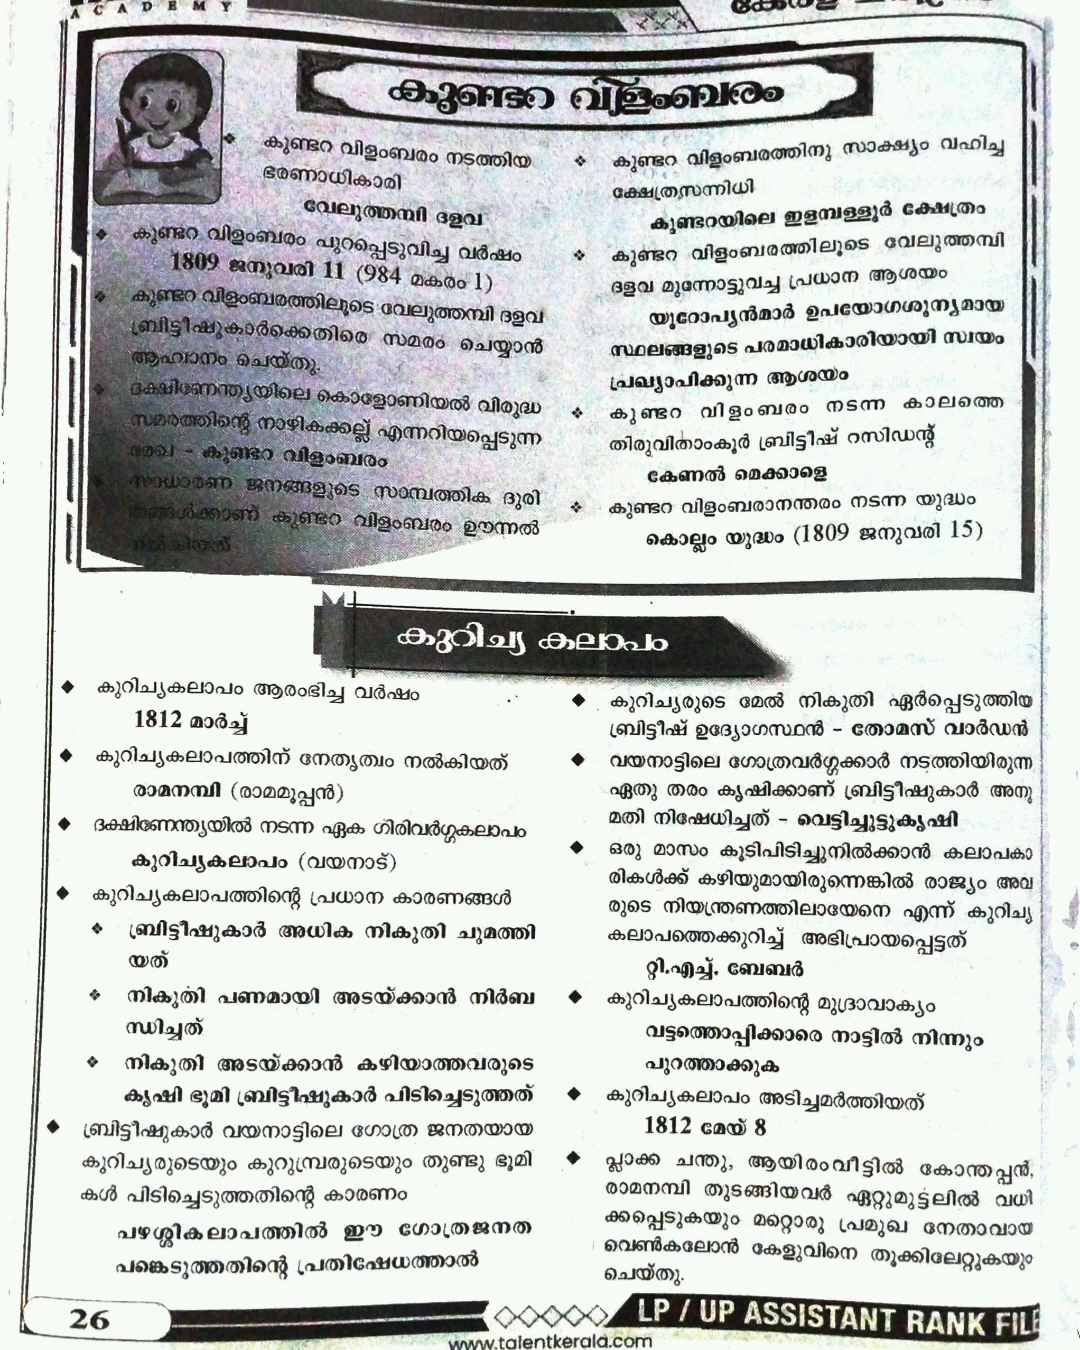 ACADEMY
കുണ്ടറ വിളംബരം
❖ കുണ്ടറ വിളംബരം നടത്തിയ
ഭരണാധികാരി
വേലുത്തമ്പി ദളവ
❖ കുണ്ടറ വിളംബരം പുറപ്പെടുവിച്ച വർഷം
1809 ജനുവരി 11 (984 മകരം 1)
❖ കുണ്ടറ വിളംബരത്തിലൂടെ വേലുത്തമ്പി ദളവ
ബ്രിട്ടീഷുകാർക്കെതിരെ സമരം ചെയ്യാൻ
ആഹ്വാനം ചെയ്തു.
❖ ദക്ഷിണേന്ത്യയിലെ കൊളോണിയൽ വിരുദ്ധ
സമരത്തിന്റെ നാഴികക്കല്ല് എന്നറിയപ്പെടുന്ന
രേഖ - കുണ്ടറ വിളംബരം
❖ സാധാരണ ജനങ്ങളുടെ സാമ്പത്തിക ദുരി
തങ്ങൾക്കാണ് കുണ്ടറ വിളംബരം ഊന്നൽ
നൽകിയത്
❖ കുണ്ടറ വിളംബരത്തിനു സാക്ഷ്യം വഹിച്ച
ക്ഷേത്രസന്നിധി
കുണ്ടറയിലെ ഇളമ്പള്ളൂർ ക്ഷേത്രം
❖ കുണ്ടറ വിളംബരത്തിലൂടെ വേലുത്തമ്പി
ദളവ മുന്നോട്ടുവച്ച പ്രധാന ആശയം
യൂറോപ്യൻമാർ ഉപയോഗശൂന്യമായ
സ്ഥലങ്ങളുടെ പരമാധികാരിയായി സ്വയം
പ്രഖ്യാപിക്കുന്ന ആശയം
❖ കുണ്ടറ വിളംബരം നടന്ന കാലത്തെ
തിരുവിതാംകൂർ ബ്രിട്ടീഷ് റസിഡന്റ്
കേണൽ മെക്കാളെ
❖ കുണ്ടറ വിളംബരാനന്തരം നടന്ന യുദ്ധം
കൊല്ലം യുദ്ധം (1809 ജനുവരി 15)
കുറിച്യ കലാപം
◆ കുറിച്യകലാപം ആരംഭിച്ച വർഷം
1812 മാർച്ച്
◆ കുറിച്യകലാപത്തിന് നേതൃത്വം നൽകിയത്
രാമനമ്പി (രാമമൂപ്പൻ)
◆ ദക്ഷിണേന്ത്യയിൽ നടന്ന ഏക ഗിരിവർഗ്ഗകലാപം
കുറിച്യകലാപം (വയനാട്)
◆ കുറിച്യകലാപത്തിന്റെ പ്രധാന കാരണങ്ങൾ
❖ ബ്രിട്ടീഷുകാർ അധിക നികുതി ചുമത്തി
യത്
❖ നികുതി പണമായി അടയ്ക്കാൻ നിർബ
ന്ധിച്ചത്
❖ നികുതി അടയ്ക്കാൻ കഴിയാത്തവരുടെ
കൃഷി ഭൂമി ബ്രിട്ടീഷുകാർ പിടിച്ചെടുത്തത്
◆ ബ്രിട്ടീഷുകാർ വയനാട്ടിലെ ഗോത്ര ജനതയായ
കുറിച്യരുടെയും കുറുമ്പ്രരുടെയും തുണ്ടു ഭൂമി
കൾ പിടിച്ചെടുത്തതിന്റെ കാരണം
പഴശ്ശികലാപത്തിൽ ഈ ഗോത്രജനത
പങ്കെടുത്തതിന്റെ പ്രതിഷേധത്താൽ
◆ കുറിച്യരുടെ മേൽ നികുതി ഏർപ്പെടുത്തിയ
ബ്രിട്ടീഷ് ഉദ്യോഗസ്ഥൻ - തോമസ് വാർഡൻ
◆ വയനാട്ടിലെ ഗോത്രവർഗ്ഗക്കാർ നടത്തിയിരുന്ന
ഏതു തരം കൃഷിക്കാണ് ബ്രിട്ടീഷുകാർ അനു
മതി നിഷേധിച്ചത് - വെട്ടിച്ചുട്ടുകൃഷി
◆ ഒരു മാസം കൂടിപിടിച്ചുനിൽക്കാൻ കലാപകാ
രികൾക്ക് കഴിയുമായിരുന്നെങ്കിൽ രാജ്യം അവ
രുടെ നിയന്ത്രണത്തിലായേനെ എന്ന് കുറിച്യ
കലാപത്തെക്കുറിച്ച് അഭിപ്രായപ്പെട്ടത്
റ്റി.എച്ച്. ബേബർ
◆ കുറിച്യകലാപത്തിന്റെ മുദ്രാവാക്യം
വട്ടത്തൊപ്പിക്കാരെ നാട്ടിൽ നിന്നും
പുറത്താക്കുക
◆ കുറിച്യകലാപം അടിച്ചമർത്തിയത്
1812 മേയ് 8
◆ പ്ലാക്ക ചന്തു, ആയിരംവീട്ടിൽ കോന്തപ്പൻ,
രാമനമ്പി തുടങ്ങിയവർ ഏറ്റുമുട്ടലിൽ വധി
ക്കപ്പെടുകയും മറ്റൊരു പ്രമുഖ നേതാവായ
വെൺകലോൻ കേളുവിനെ തൂക്കിലേറ്റുകയും
ചെയ്തു.
26
LP / UP ASSISTANT RANK FILE
www.talentkerala.com